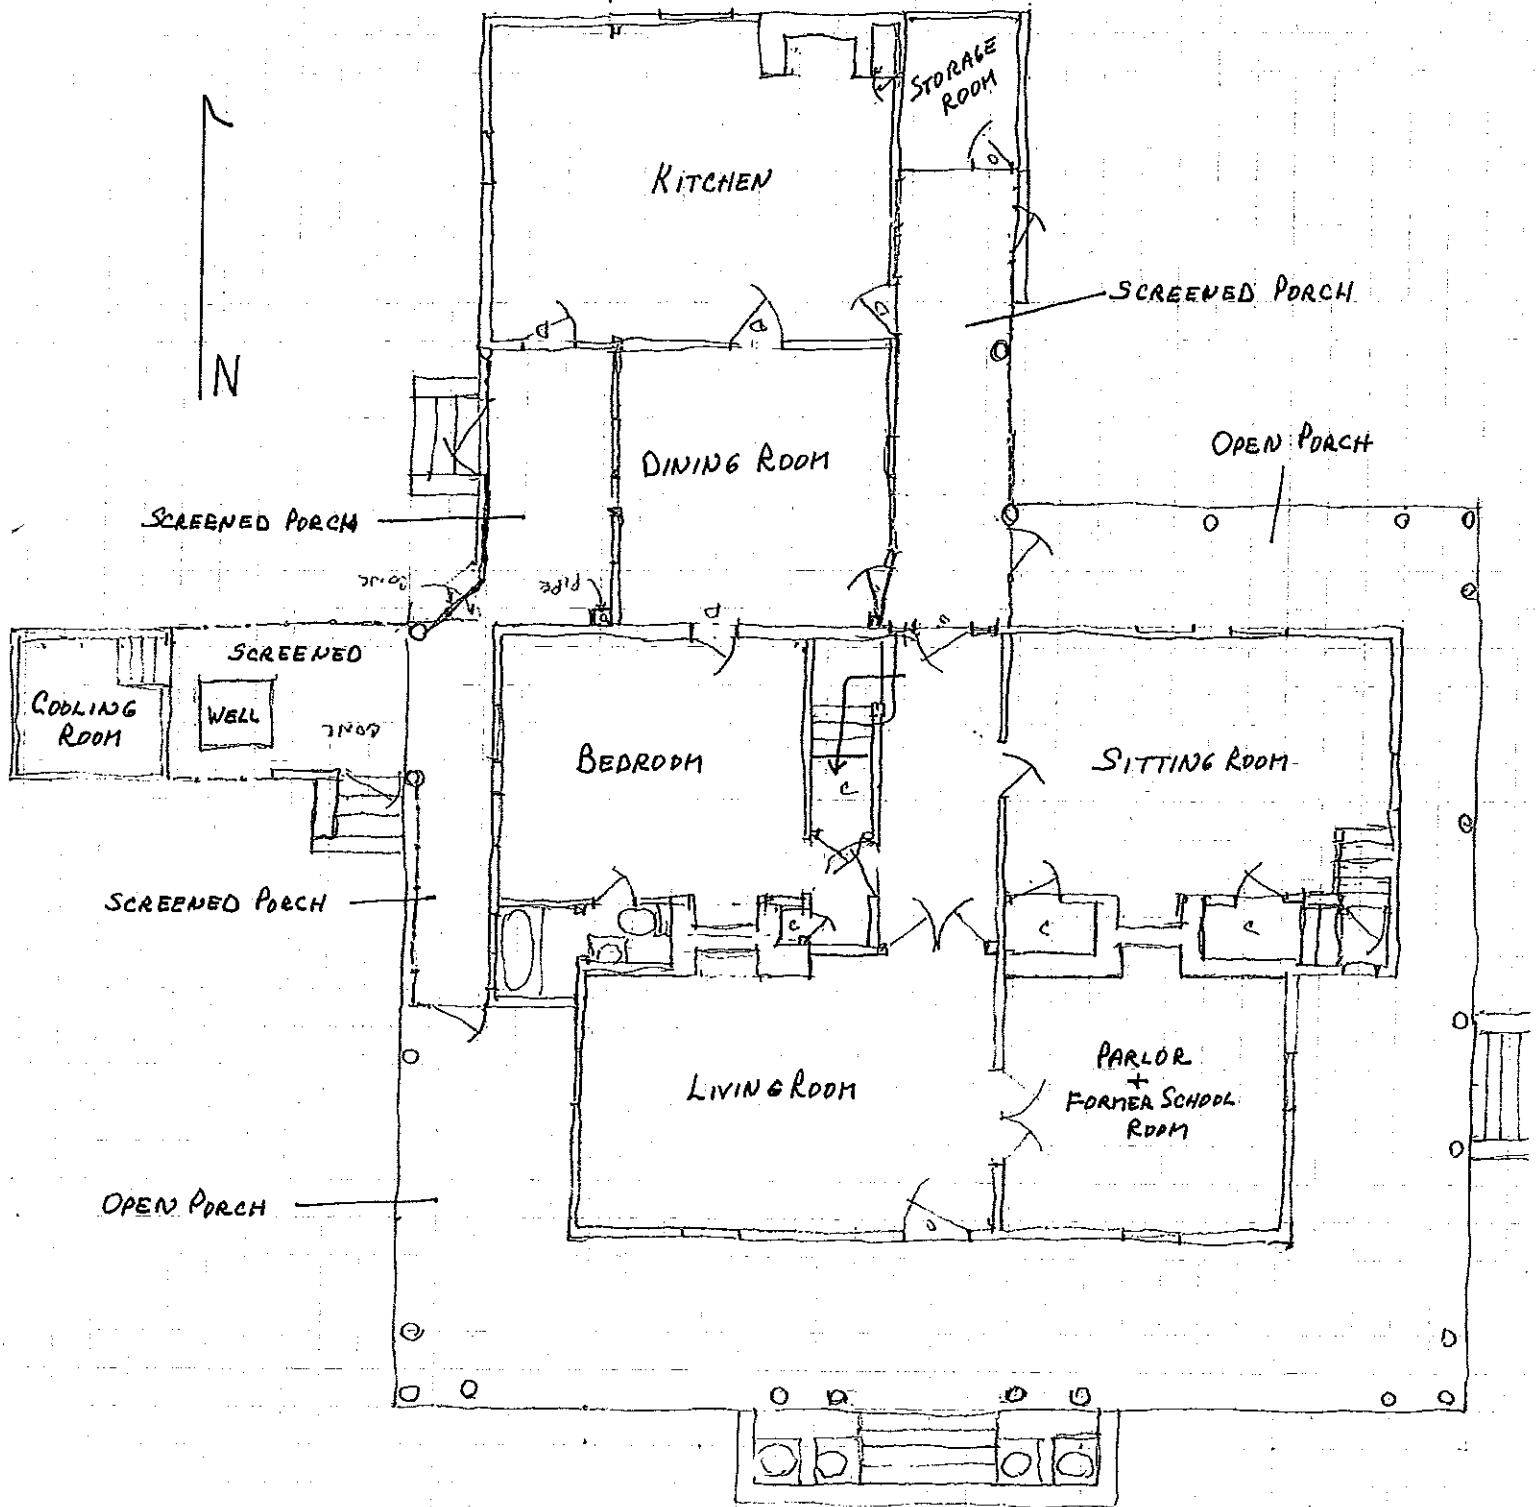 STORAGE
ROOM
KITCHEN
D
D
D
D
SCREENED PORCH
N
OPEN PORCH
DINING ROOM
SCREENED PORCH
PIPE
D
SCREENED
COOLING
ROOM
WELL
BEDROOM
SITTING ROOM
C
SCREENED PORCH
C
C
C
PARLOR
+
FORMER SCHOOL
ROOM
LIVING ROOM
OPEN PORCH
D